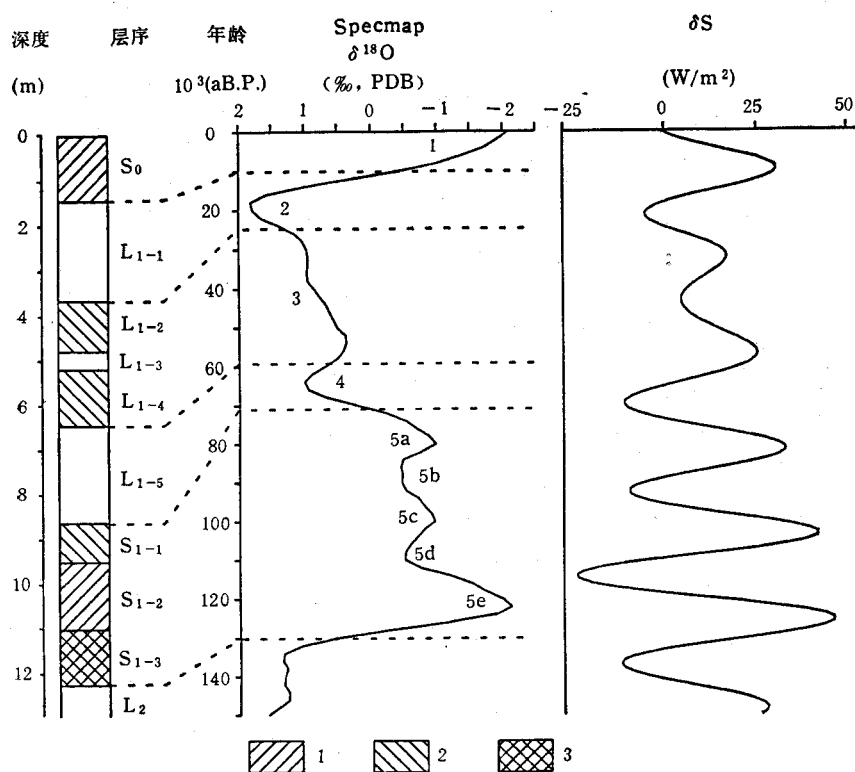 深度 层序 年龄 Specmap δS
δ¹⁸O
(m) 10³(aB.P.) (‰, PDB) (W/m²)
2 1 0 −1 −2 −25 0 25 50
0 0
S₀ 1
2 20 2
L₁₋₁
4 40 3
L₁₋₂
L₁₋₃
60 4
6 L₁₋₄
80 5a
8 L₁₋₅ 5b
100 5c
S₁₋₁ 5d
10 S₁₋₂ 120 5e
12 S₁₋₃ 140
L₂
1 2 3